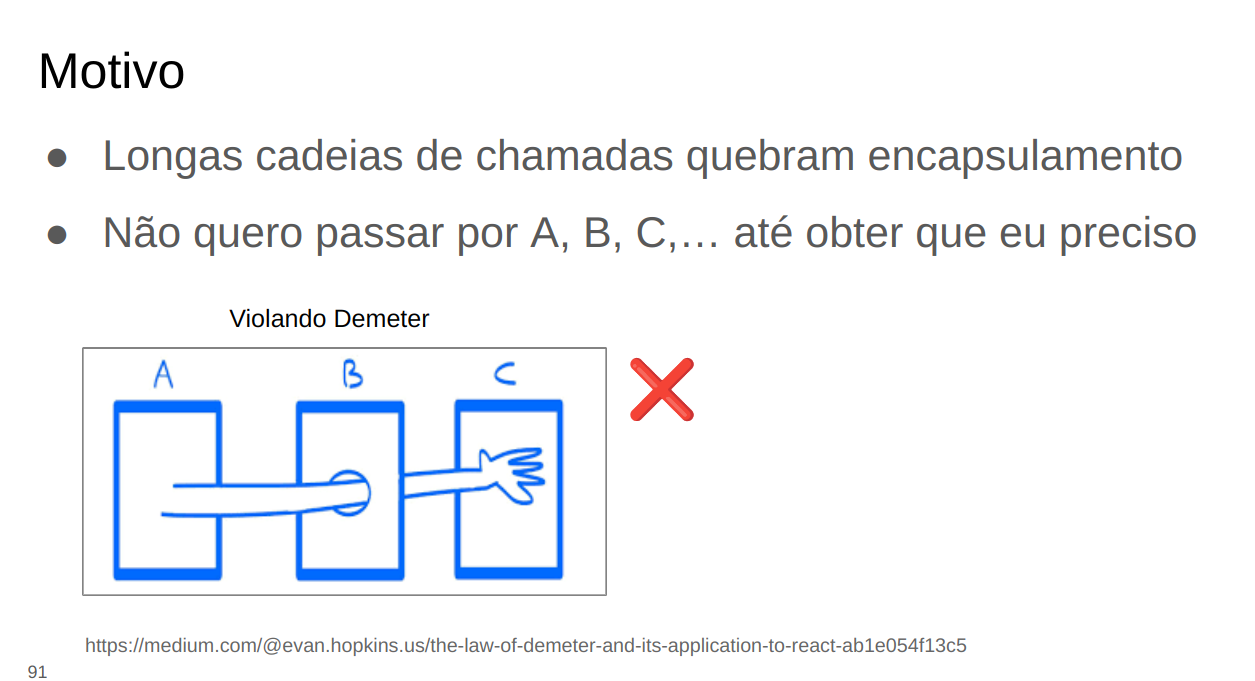 Motivo
● Longas cadeias de chamadas quebram encapsulamento
● Não quero passar por A, B, C,… até obter que eu preciso
Violando Demeter
A B C
https://medium.com/@evan.hopkins.us/the-law-of-demeter-and-its-application-to-react-ab1e054f13c5
91